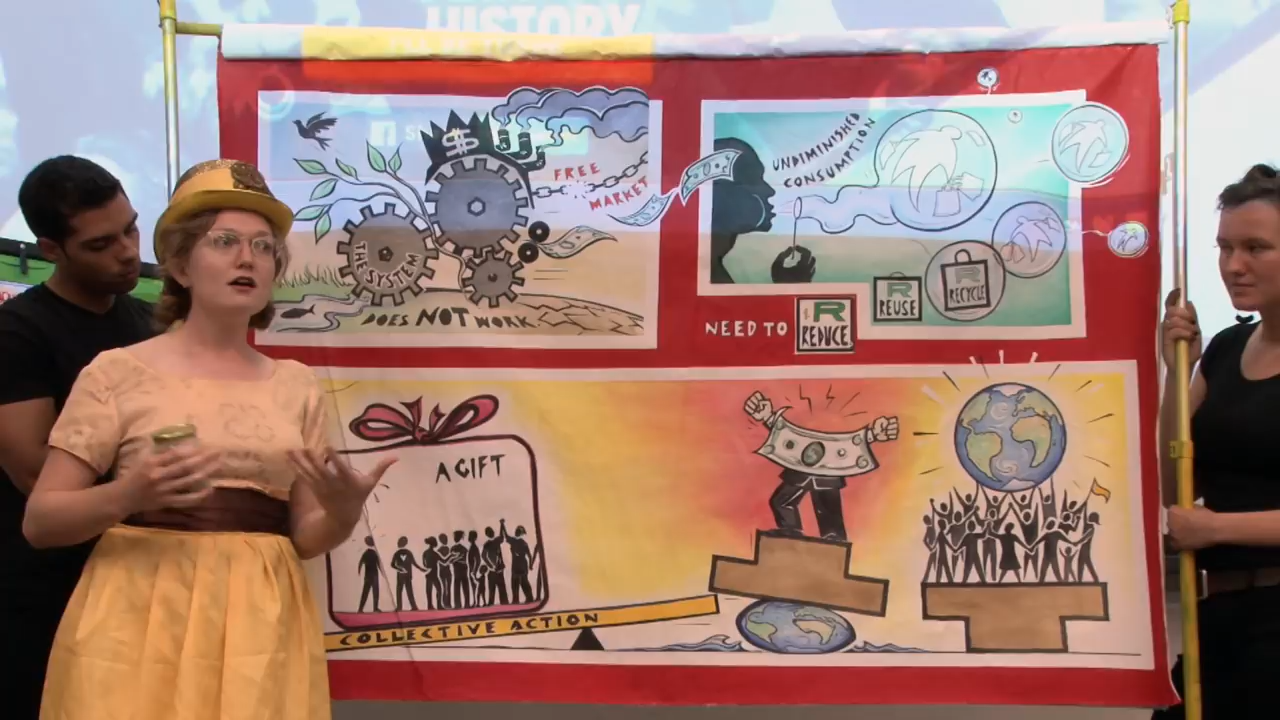 HISTORY
$
FREE
MARKET
THE SYSTEM
DOES NOT WORK
UNDIMINISHED
CONSUMPTION
NEED TO
R
REDUCE
R
REUSE
R
RECYCLE
A GIFT
COLLECTIVE ACTION